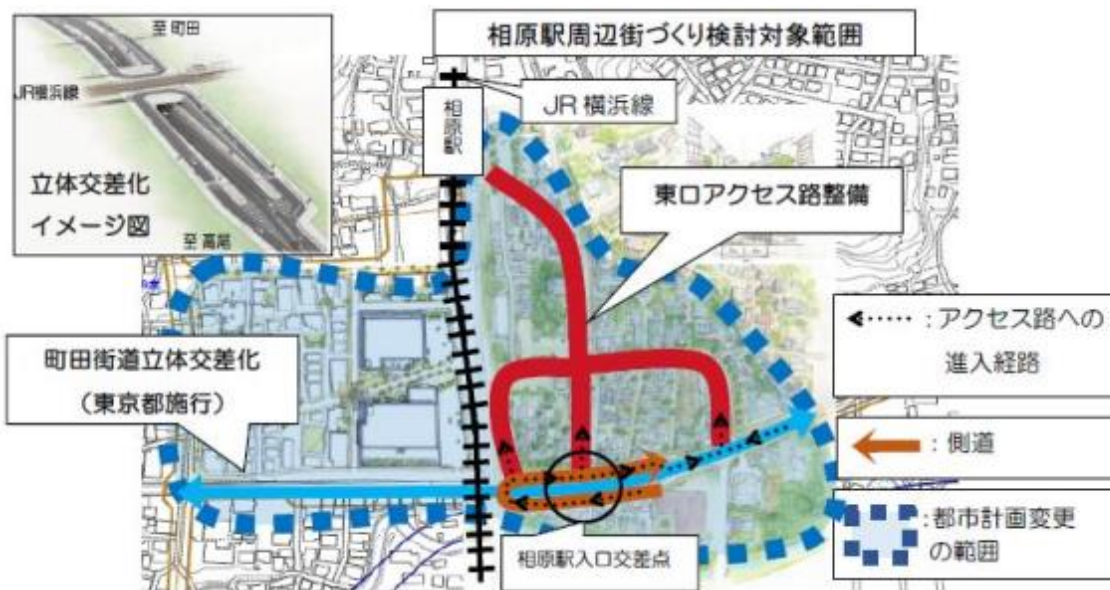 至町田
JR横浜線
立体交差化
イメージ図
至高尾
相原駅周辺街づくり検討対象範囲
JR 横浜線
相原駅
東口アクセス路整備
町田街道立体交差化
（東京都施行）
：アクセス路への
進入経路
：側道
：都市計画変更
の範囲
相原駅入口交差点